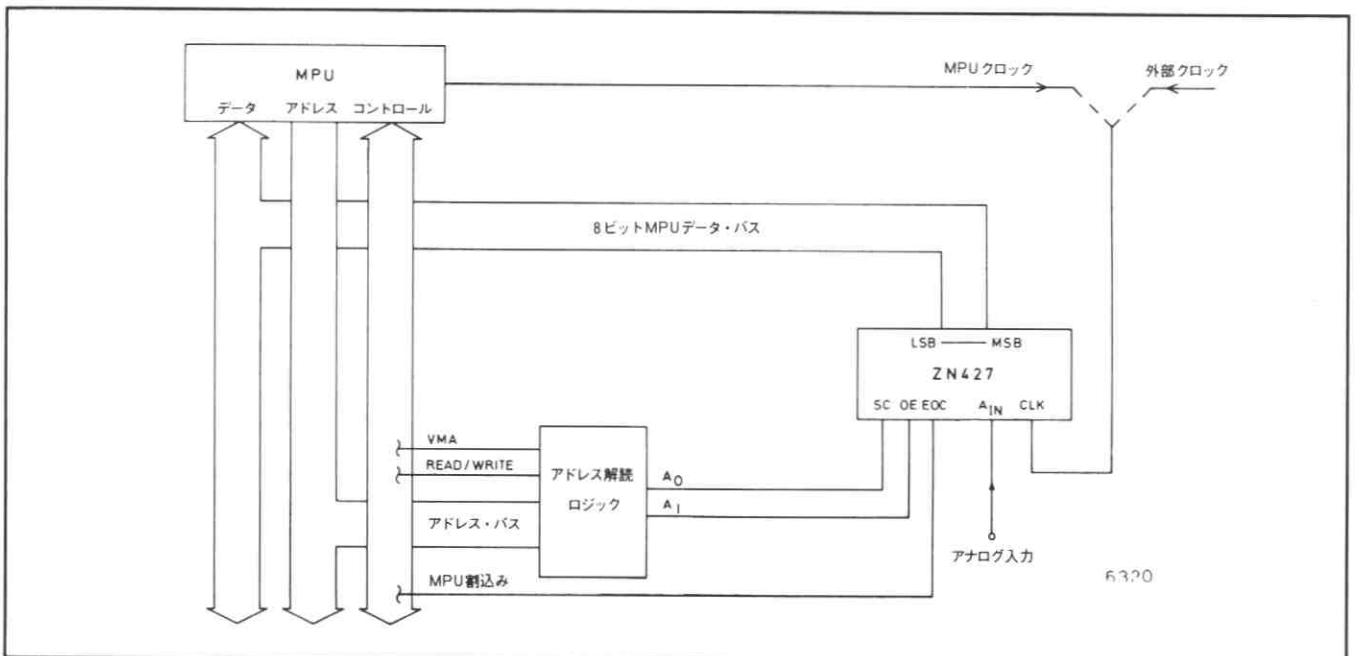 MPU
データ アドレス コントロール
MPUクロック
外部クロック
8ビットMPUデータ・バス
LSB MSB
ZN427
SC OE EOC AIN CLK
VMA
READ/WRITE
アドレス解読
ロジック
A0
A1
アドレス・バス
MPU割込み
アナログ入力
6320